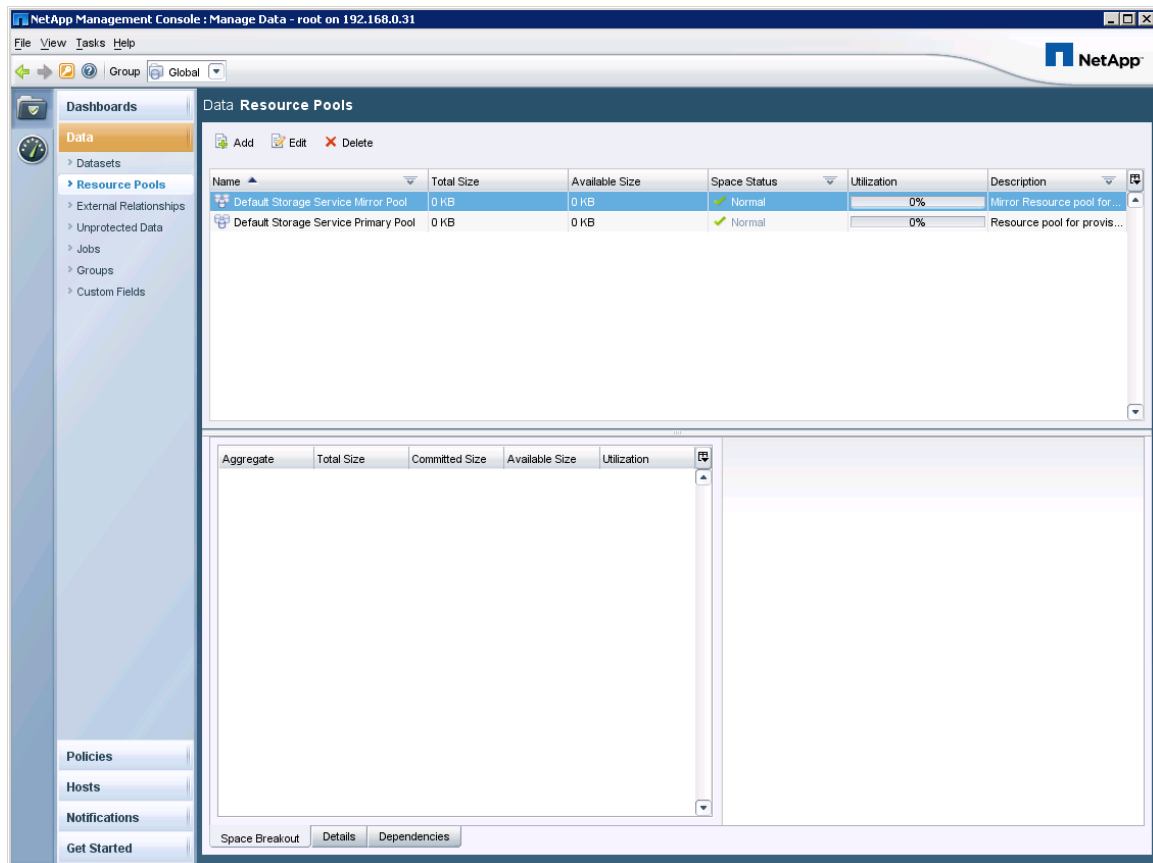 NetApp Management Console : Manage Data - root on 192.168.0.31
File View Tasks Help
Group Global
NetApp
Dashboards
Data
Datasets
Resource Pools
External Relationships
Unprotected Data
Jobs
Groups
Custom Fields
Policies
Hosts
Notifications
Get Started
Data Resource Pools
Add Edit Delete
Name Total Size Available Size Space Status Utilization Description
Default Storage Service Mirror Pool 0 KB 0 KB Normal 0% Mirror Resource pool for...
Default Storage Service Primary Pool 0 KB 0 KB Normal 0% Resource pool for provis...
Aggregate Total Size Committed Size Available Size Utilization
Space Breakout Details Dependencies